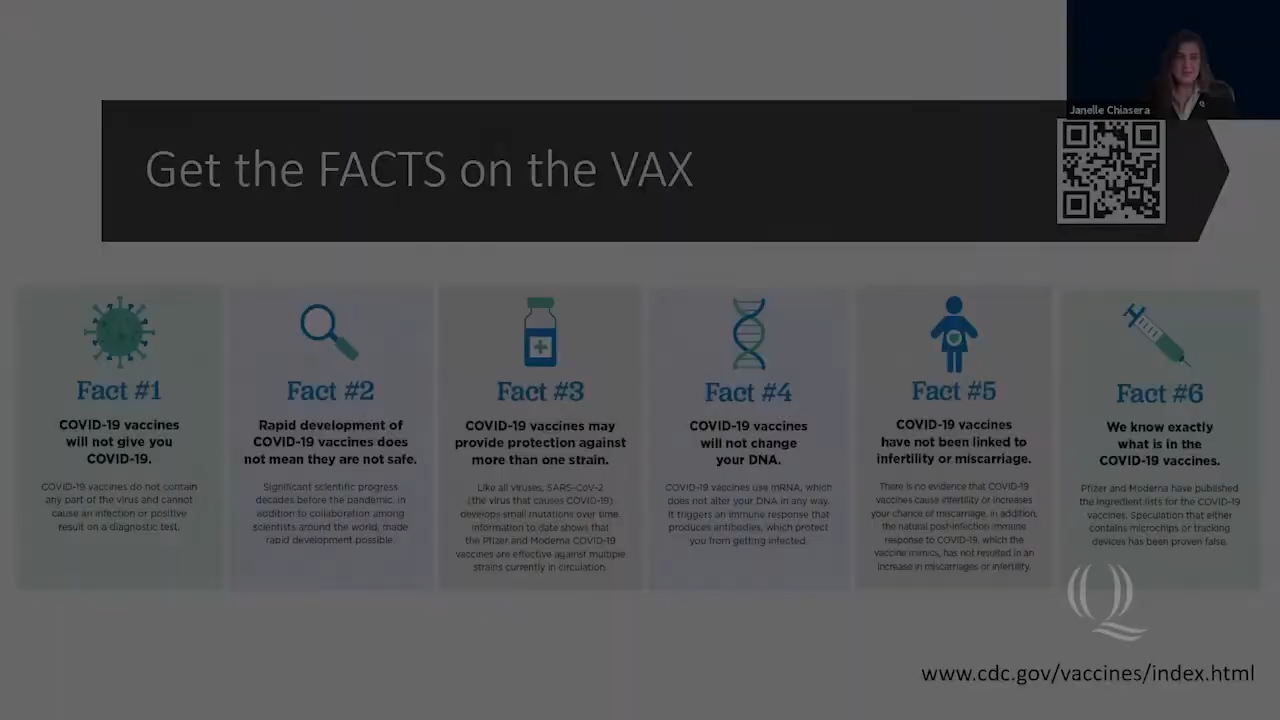 Janelle Chiasera
Get the FACTS on the VAX
Fact #1
COVID-19 vaccines
will not give you
COVID-19.
COVID-19 vaccines do not contain
any part of the virus and cannot
cause an infection or positive
result on a diagnostic test.
Fact #2
Rapid development of
COVID-19 vaccines does
not mean they are not safe.
Significant scientific progress
decades before the pandemic, in
addition to collaboration among
scientists around the world, made
rapid development possible.
Fact #3
COVID-19 vaccines may
provide protection against
more than one strain.
Like all viruses, SARS-CoV-2
(the virus that causes COVID-19)
develops small mutations over time.
Information to date shows that
the Pfizer and Moderna COVID-19
vaccines are effective against multiple
strains currently in circulation.
Fact #4
COVID-19 vaccines
will not change
your DNA.
COVID-19 vaccines use mRNA, which
does not alter your DNA in any way.
It triggers an immune response that
produces antibodies, which protect
you from getting infected.
Fact #5
COVID-19 vaccines
have not been linked to
infertility or miscarriage.
There is no evidence that COVID-19
vaccines cause infertility or increases
your chance of miscarriage. In addition,
the natural post-infection immune
response to COVID-19, which the
vaccine mimics, has not resulted in an
increase in miscarriages or infertility.
Fact #6
We know exactly
what is in the
COVID-19 vaccines.
Pfizer and Moderna have published
the ingredient lists for the COVID-19
vaccines. Speculation that either
contains microchips or tracking
devices has been proven false.
Q
www.cdc.gov/vaccines/index.html